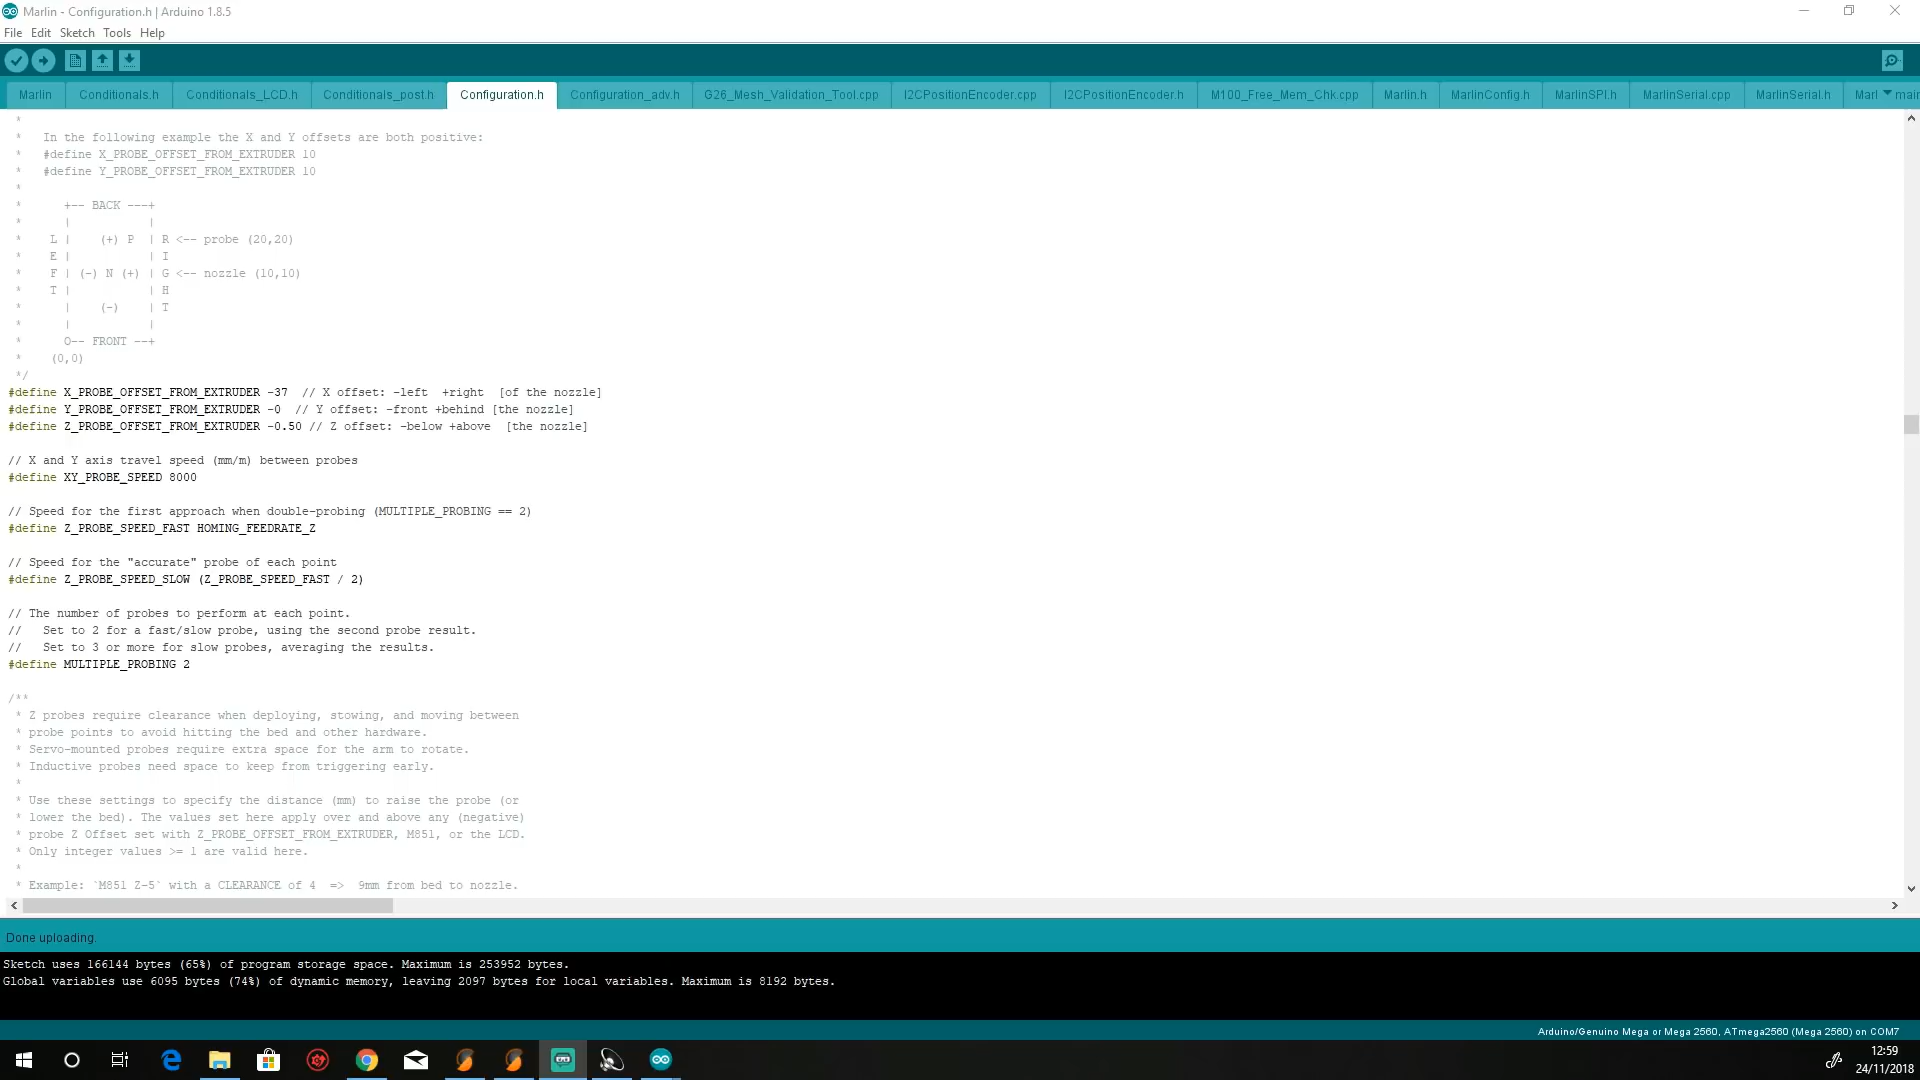 Marlin - Configuration.h | Arduino 1.8.5
File Edit Sketch Tools Help
Marlin Conditionals.h Conditionals_LCD.h Conditionals_post.h Configuration.h Configuration_adv.h G26_Mesh_Validation_Tool.cpp I2CPositionEncoder.cpp I2CPositionEncoder.h M100_Free_Mem_Chk.cpp Marlin.h MarlinConfig.h MarlinSPI.h MarlinSerial.cpp MarlinSerial.h Marl main
*
*   In the following example the X and Y offsets are both positive:
*   #define X_PROBE_OFFSET_FROM_EXTRUDER 10
*   #define Y_PROBE_OFFSET_FROM_EXTRUDER 10
*
*      +-- BACK ---+
*      |           |
*    L |    (+) P  | R <-- probe (20,20)
*    E |           | I
*    F | (-) N (+) | G <-- nozzle (10,10)
*    T |           | H
*      |    (-)    | T
*      |           |
*      O-- FRONT --+
*    (0,0)
*/
#define X_PROBE_OFFSET_FROM_EXTRUDER -37  // X offset: -left  +right  [of the nozzle]
#define Y_PROBE_OFFSET_FROM_EXTRUDER -0  // Y offset: -front +behind [the nozzle]
#define Z_PROBE_OFFSET_FROM_EXTRUDER -0.50 // Z offset: -below +above  [the nozzle]
// X and Y axis travel speed (mm/m) between probes
#define XY_PROBE_SPEED 8000
// Speed for the first approach when double-probing (MULTIPLE_PROBING == 2)
#define Z_PROBE_SPEED_FAST HOMING_FEEDRATE_Z
// Speed for the "accurate" probe of each point
#define Z_PROBE_SPEED_SLOW (Z_PROBE_SPEED_FAST / 2)
// The number of probes to perform at each point.
//   Set to 2 for a fast/slow probe, using the second probe result.
//   Set to 3 or more for slow probes, averaging the results.
#define MULTIPLE_PROBING 2
/**
* Z probes require clearance when deploying, stowing, and moving between
* probe points to avoid hitting the bed and other hardware.
* Servo-mounted probes require extra space for the arm to rotate.
* Inductive probes need space to keep from triggering early.
*
* Use these settings to specify the distance (mm) to raise the probe (or
* lower the bed). The values set here apply over and above any (negative)
* probe Z Offset set with Z_PROBE_OFFSET_FROM_EXTRUDER, M851, or the LCD.
* Only integer values >= 1 are valid here.
*
* Example: `M851 Z-5` with a CLEARANCE of 4  =>  9mm from bed to nozzle.
Done uploading.
Sketch uses 166144 bytes (65%) of program storage space. Maximum is 253952 bytes.
Global variables use 6095 bytes (74%) of dynamic memory, leaving 2097 bytes for local variables. Maximum is 8192 bytes.
Arduino/Genuino Mega or Mega 2560, ATmega2560 (Mega 2560) on COM7
12:59
24/11/2018